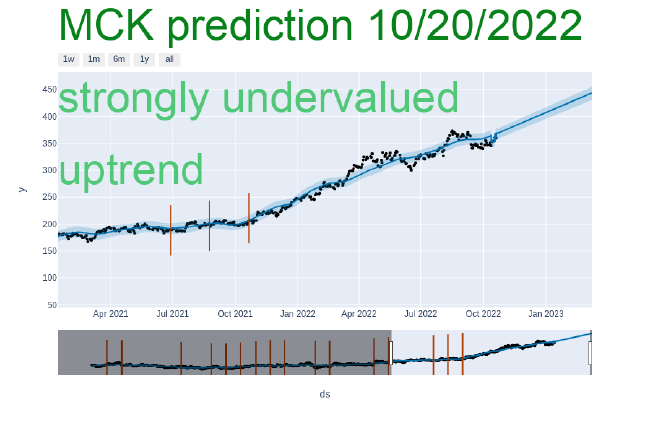 MCK prediction 10/20/2022
1w 1m 6m 1y all
strongly undervalued
uptrend
450
400
350
300
250
200
150
100
50
y
Apr 2021 Jul 2021 Oct 2021 Jan 2022 Apr 2022 Jul 2022 Oct 2022 Jan 2023
ds